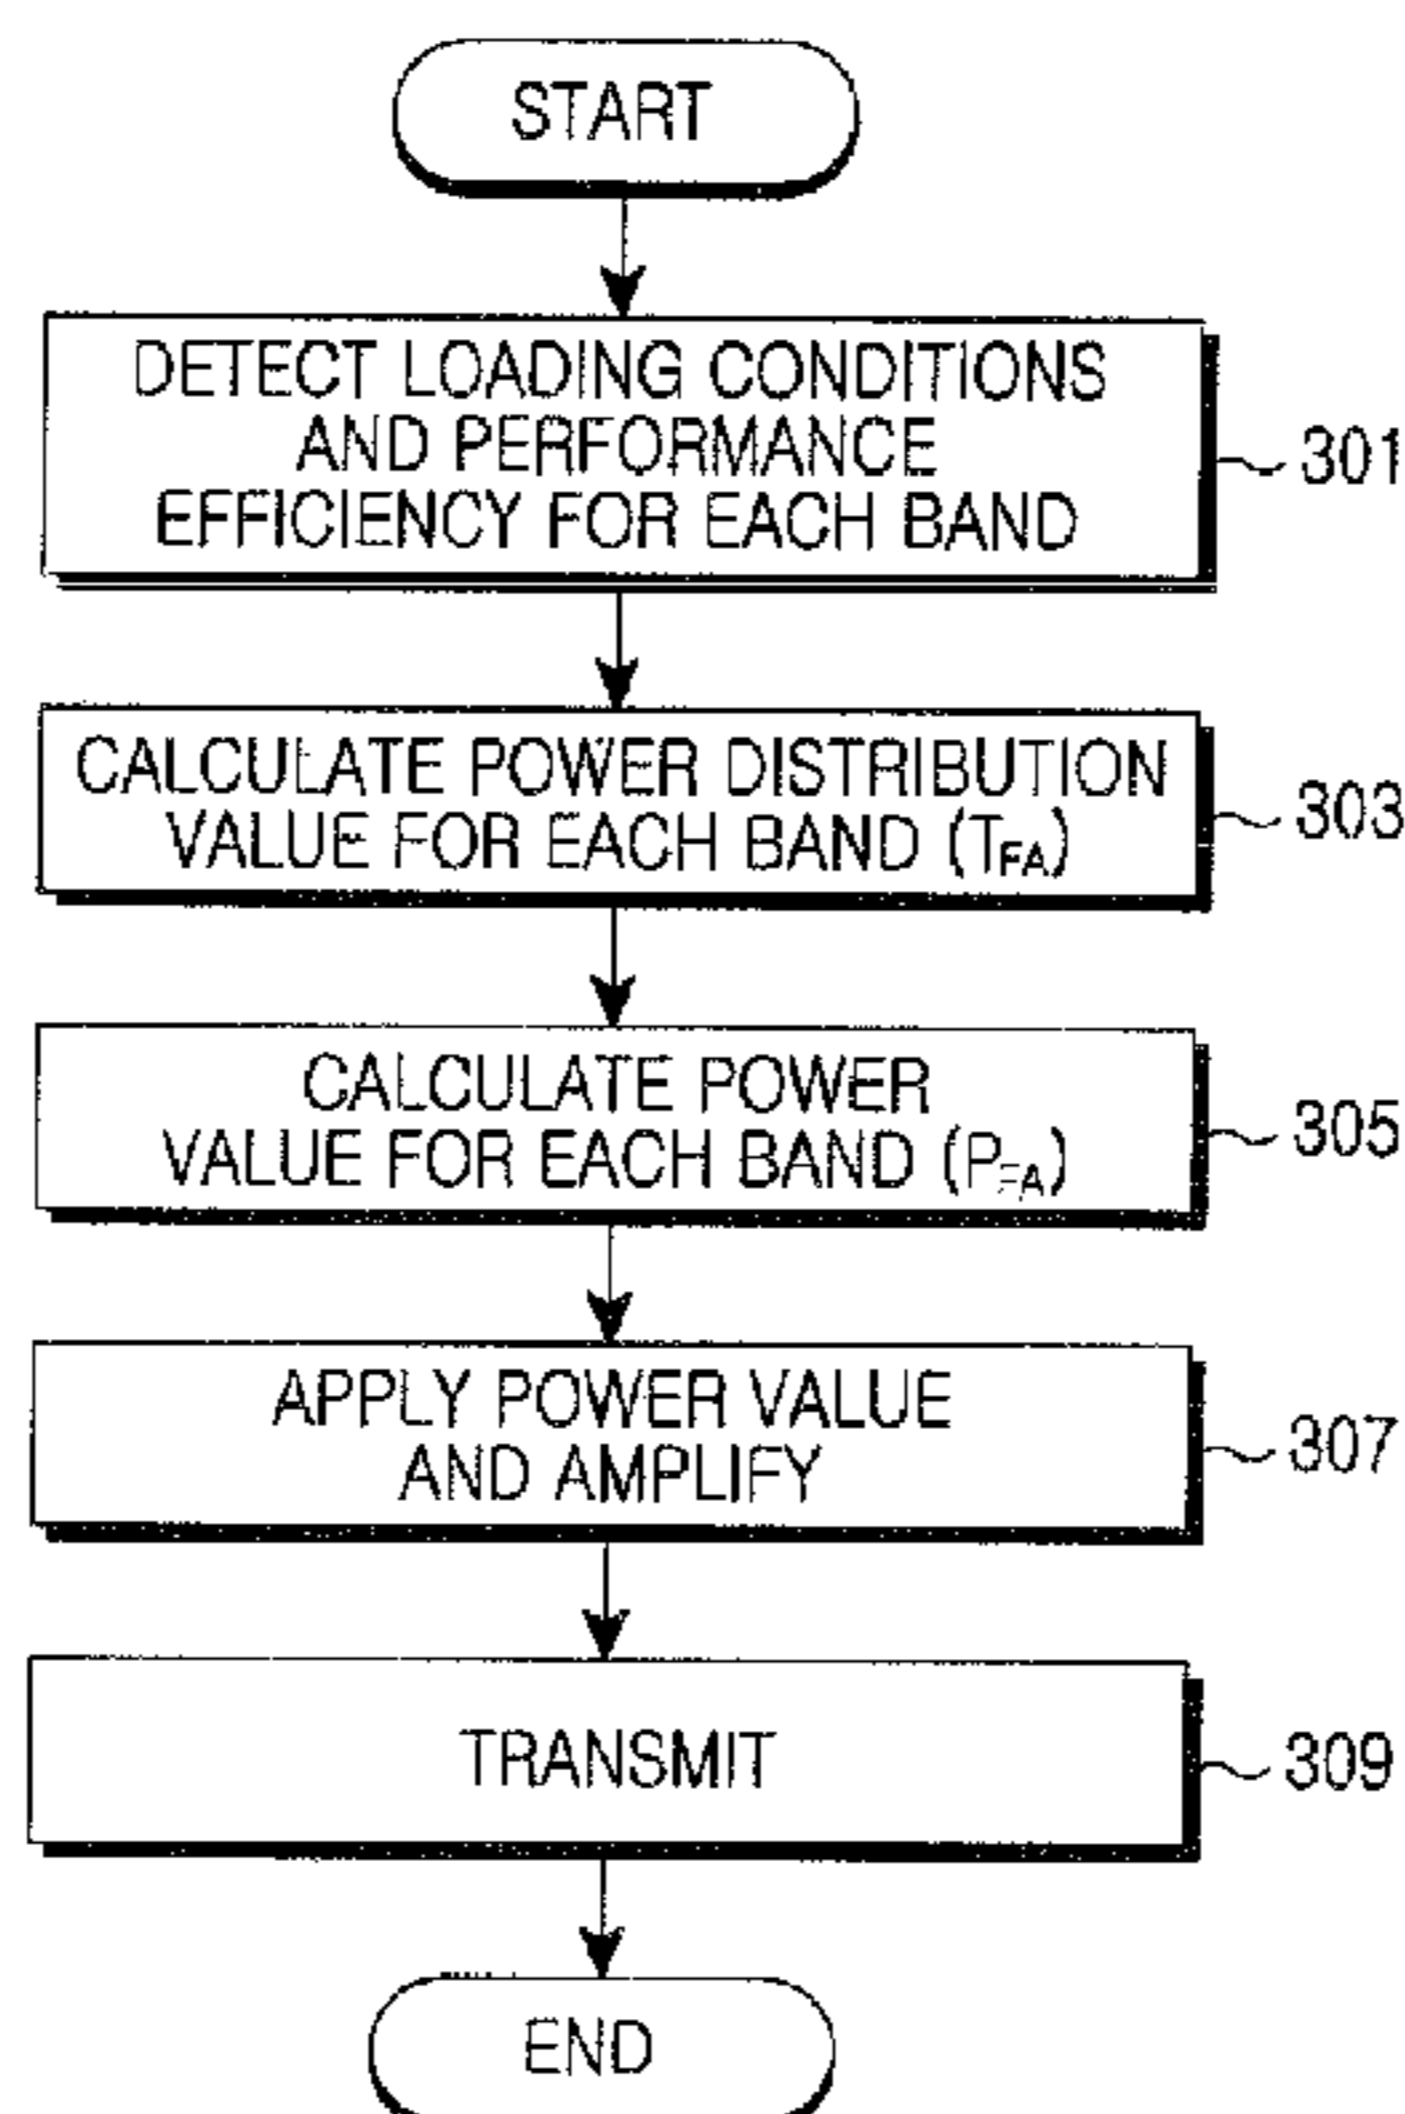 START
DETECT LOADING CONDITIONS
AND PERFORMANCE
EFFICIENCY FOR EACH BAND
301
CALCULATE POWER DISTRIBUTION
VALUE FOR EACH BAND (TFA)
303
CALCULATE POWER
VALUE FOR EACH BAND (PFA)
305
APPLY POWER VALUE
AND AMPLIFY
307
TRANSMIT
309
END